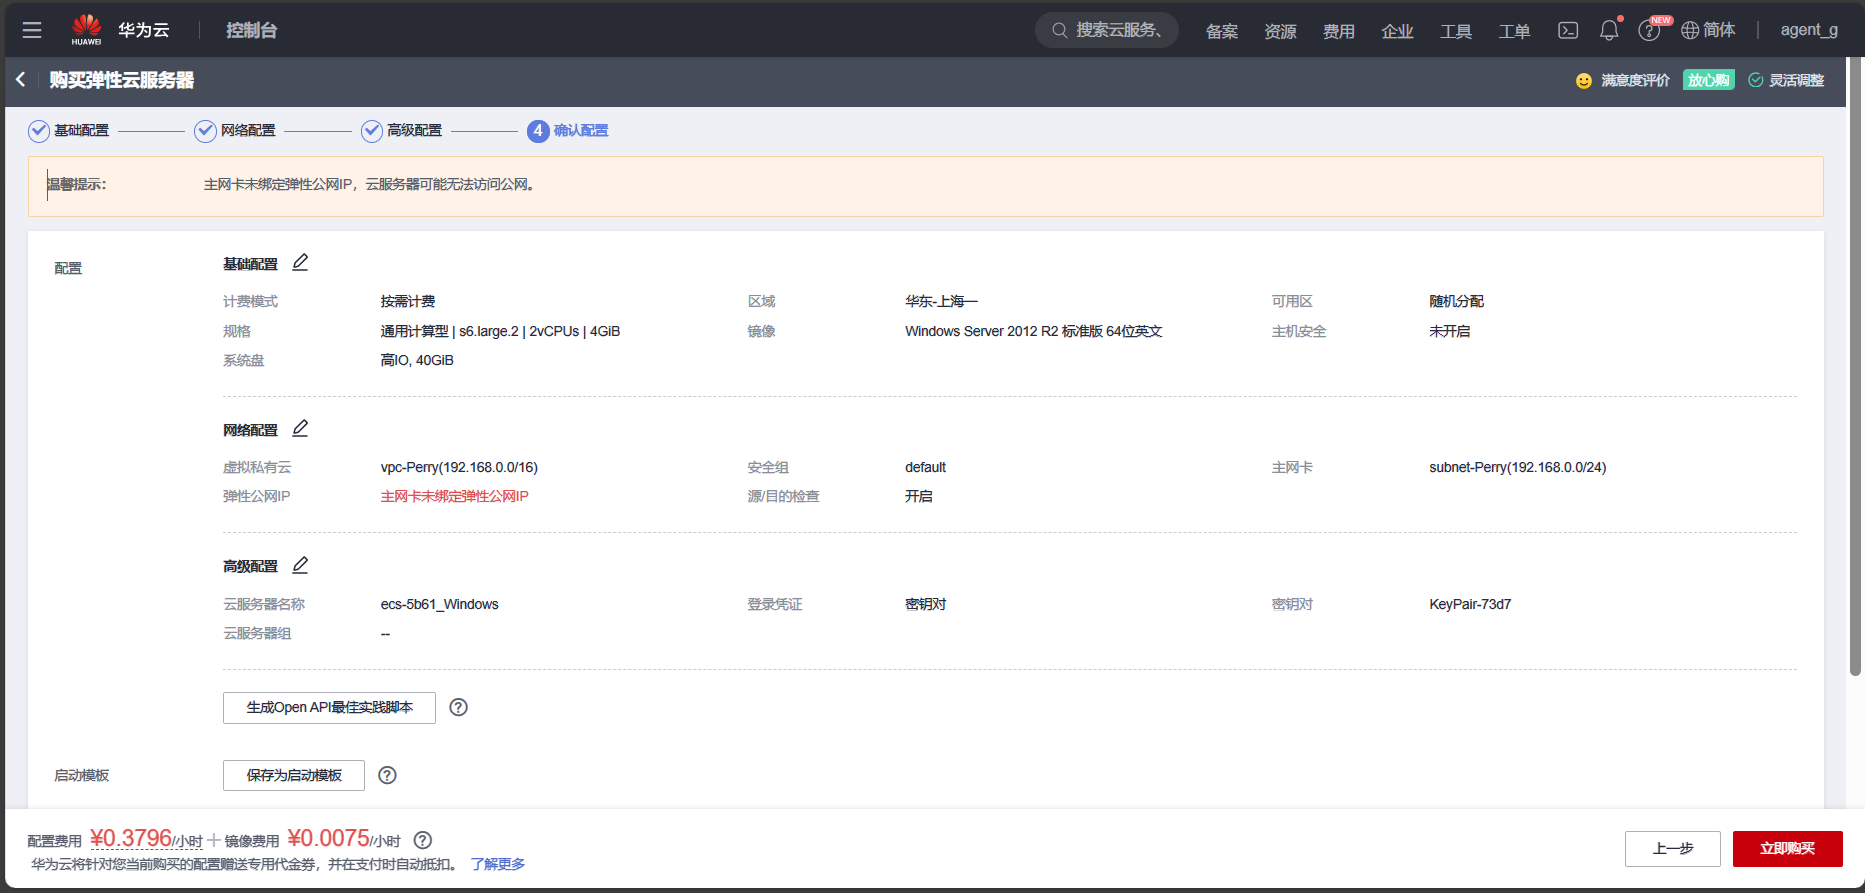 HUAWEI 华为云 控制台 搜索云服务、 备案 资源 费用 企业 工具 工单 NEW 简体 agent_g
购买弹性云服务器 满意度评价 放心购 灵活调整
基础配置 网络配置 高级配置 4 确认配置
温馨提示: 主网卡未绑定弹性公网IP，云服务器可能无法访问公网。
配置 基础配置
计费模式 按需计费 区域 华东-上海一 可用区 随机分配
规格 通用计算型 | s6.large.2 | 2vCPUs | 4GiB 镜像 Windows Server 2012 R2 标准版 64位英文 主机安全 未开启
系统盘 高IO, 40GiB
网络配置
虚拟私有云 vpc-Perry(192.168.0.0/16) 安全组 default 主网卡 subnet-Perry(192.168.0.0/24)
弹性公网IP 主网卡未绑定弹性公网IP 源/目的检查 开启
高级配置
云服务器名称 ecs-5b61_Windows 登录凭证 密钥对 密钥对 KeyPair-73d7
云服务器组 --
生成Open API最佳实践脚本
启动模板 保存为启动模板
配置费用 ¥0.3796/小时 + 镜像费用 ¥0.0075/小时
华为云将针对您当前购买的配置赠送专用代金券，并在支付时自动抵扣。 了解更多
上一步 立即购买